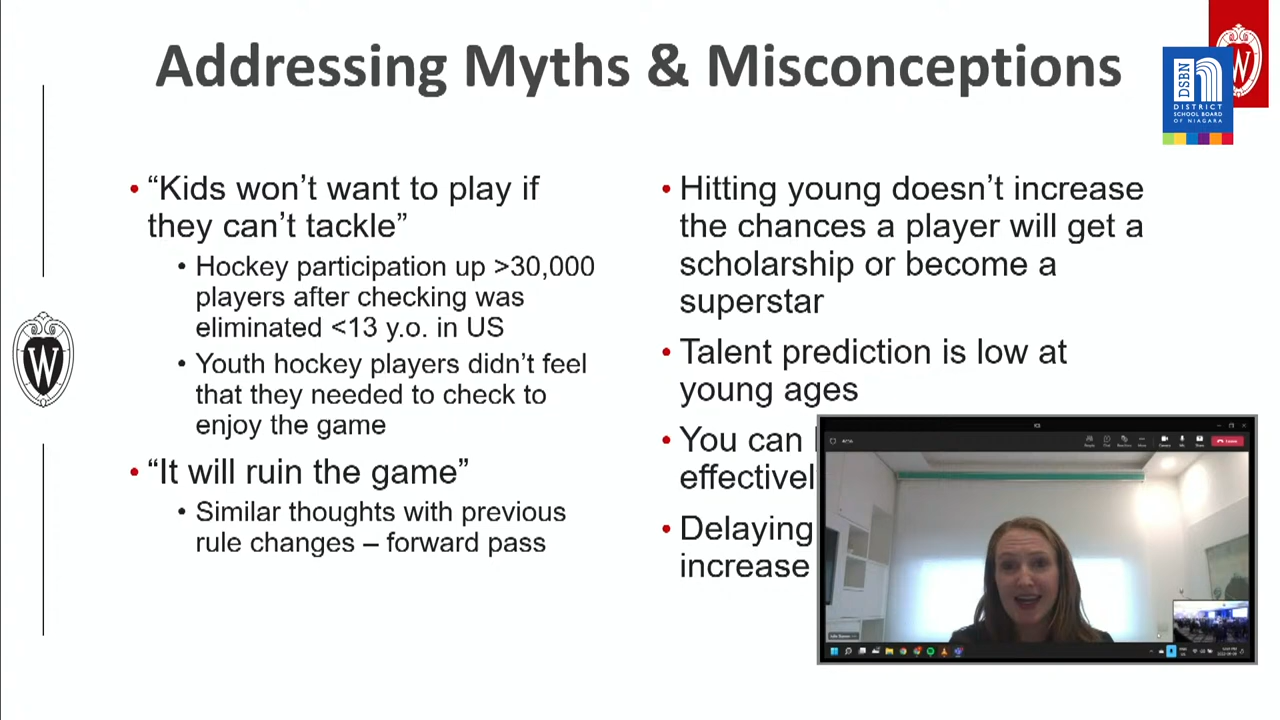 Addressing Myths & Misconceptions
W
DSBN
DISTRICT
SCHOOL BOARD
OF NIAGARA
• “Kids won’t want to play if
they can’t tackle”
• Hockey participation up >30,000
players after checking was
eliminated <13 y.o. in US
• Youth hockey players didn’t feel
that they needed to check to
enjoy the game
• “It will ruin the game”
• Similar thoughts with previous
rule changes – forward pass
W
• Hitting young doesn’t increase
the chances a player will get a
scholarship or become a
superstar
• Talent prediction is low at
young ages
• You can
effectivel
• Delaying
increase
Leave